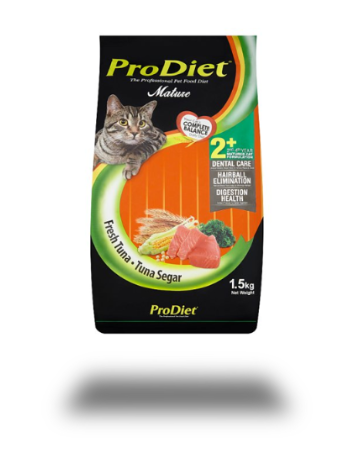 ProDiet
The Professional Pet Food Diet
Mature
COMPLETE
BALANCE
2+
DENTAL CARE
HAIRBALL
ELIMINATION
DIGESTION
HEALTH
Fresh Tuna • Tuna Segar
1.5kg
Net Weight
ProDiet